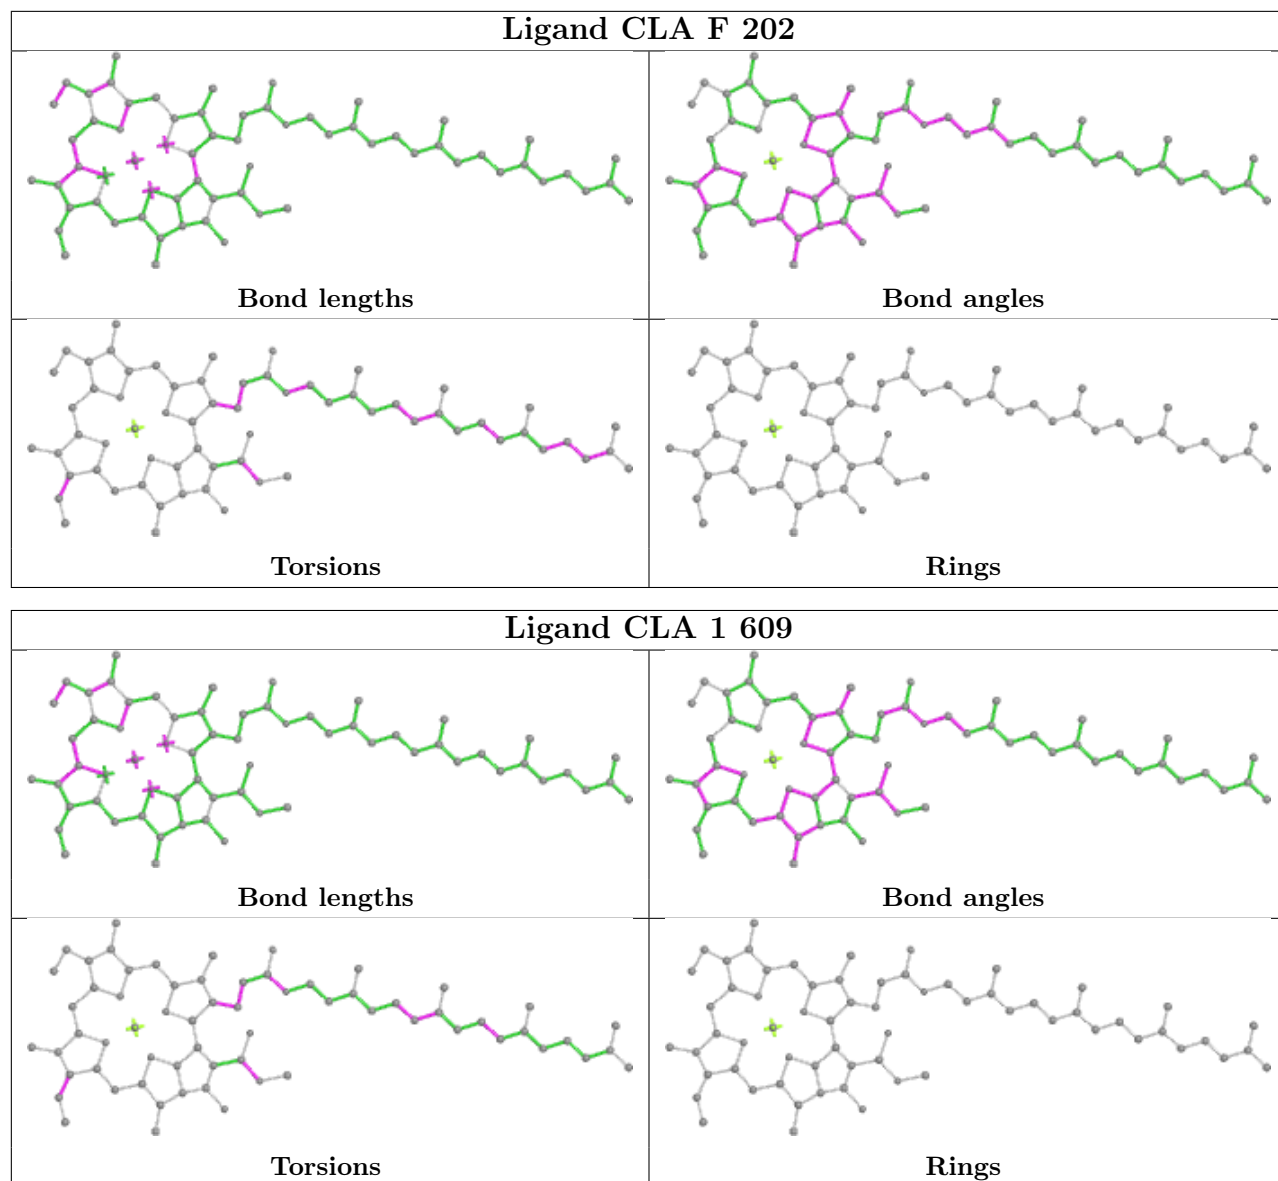 Ligand CLA F 202
Bond lengths
Bond angles
Torsions
Rings
Ligand CLA 1 609
Bond lengths
Bond angles
Torsions
Rings